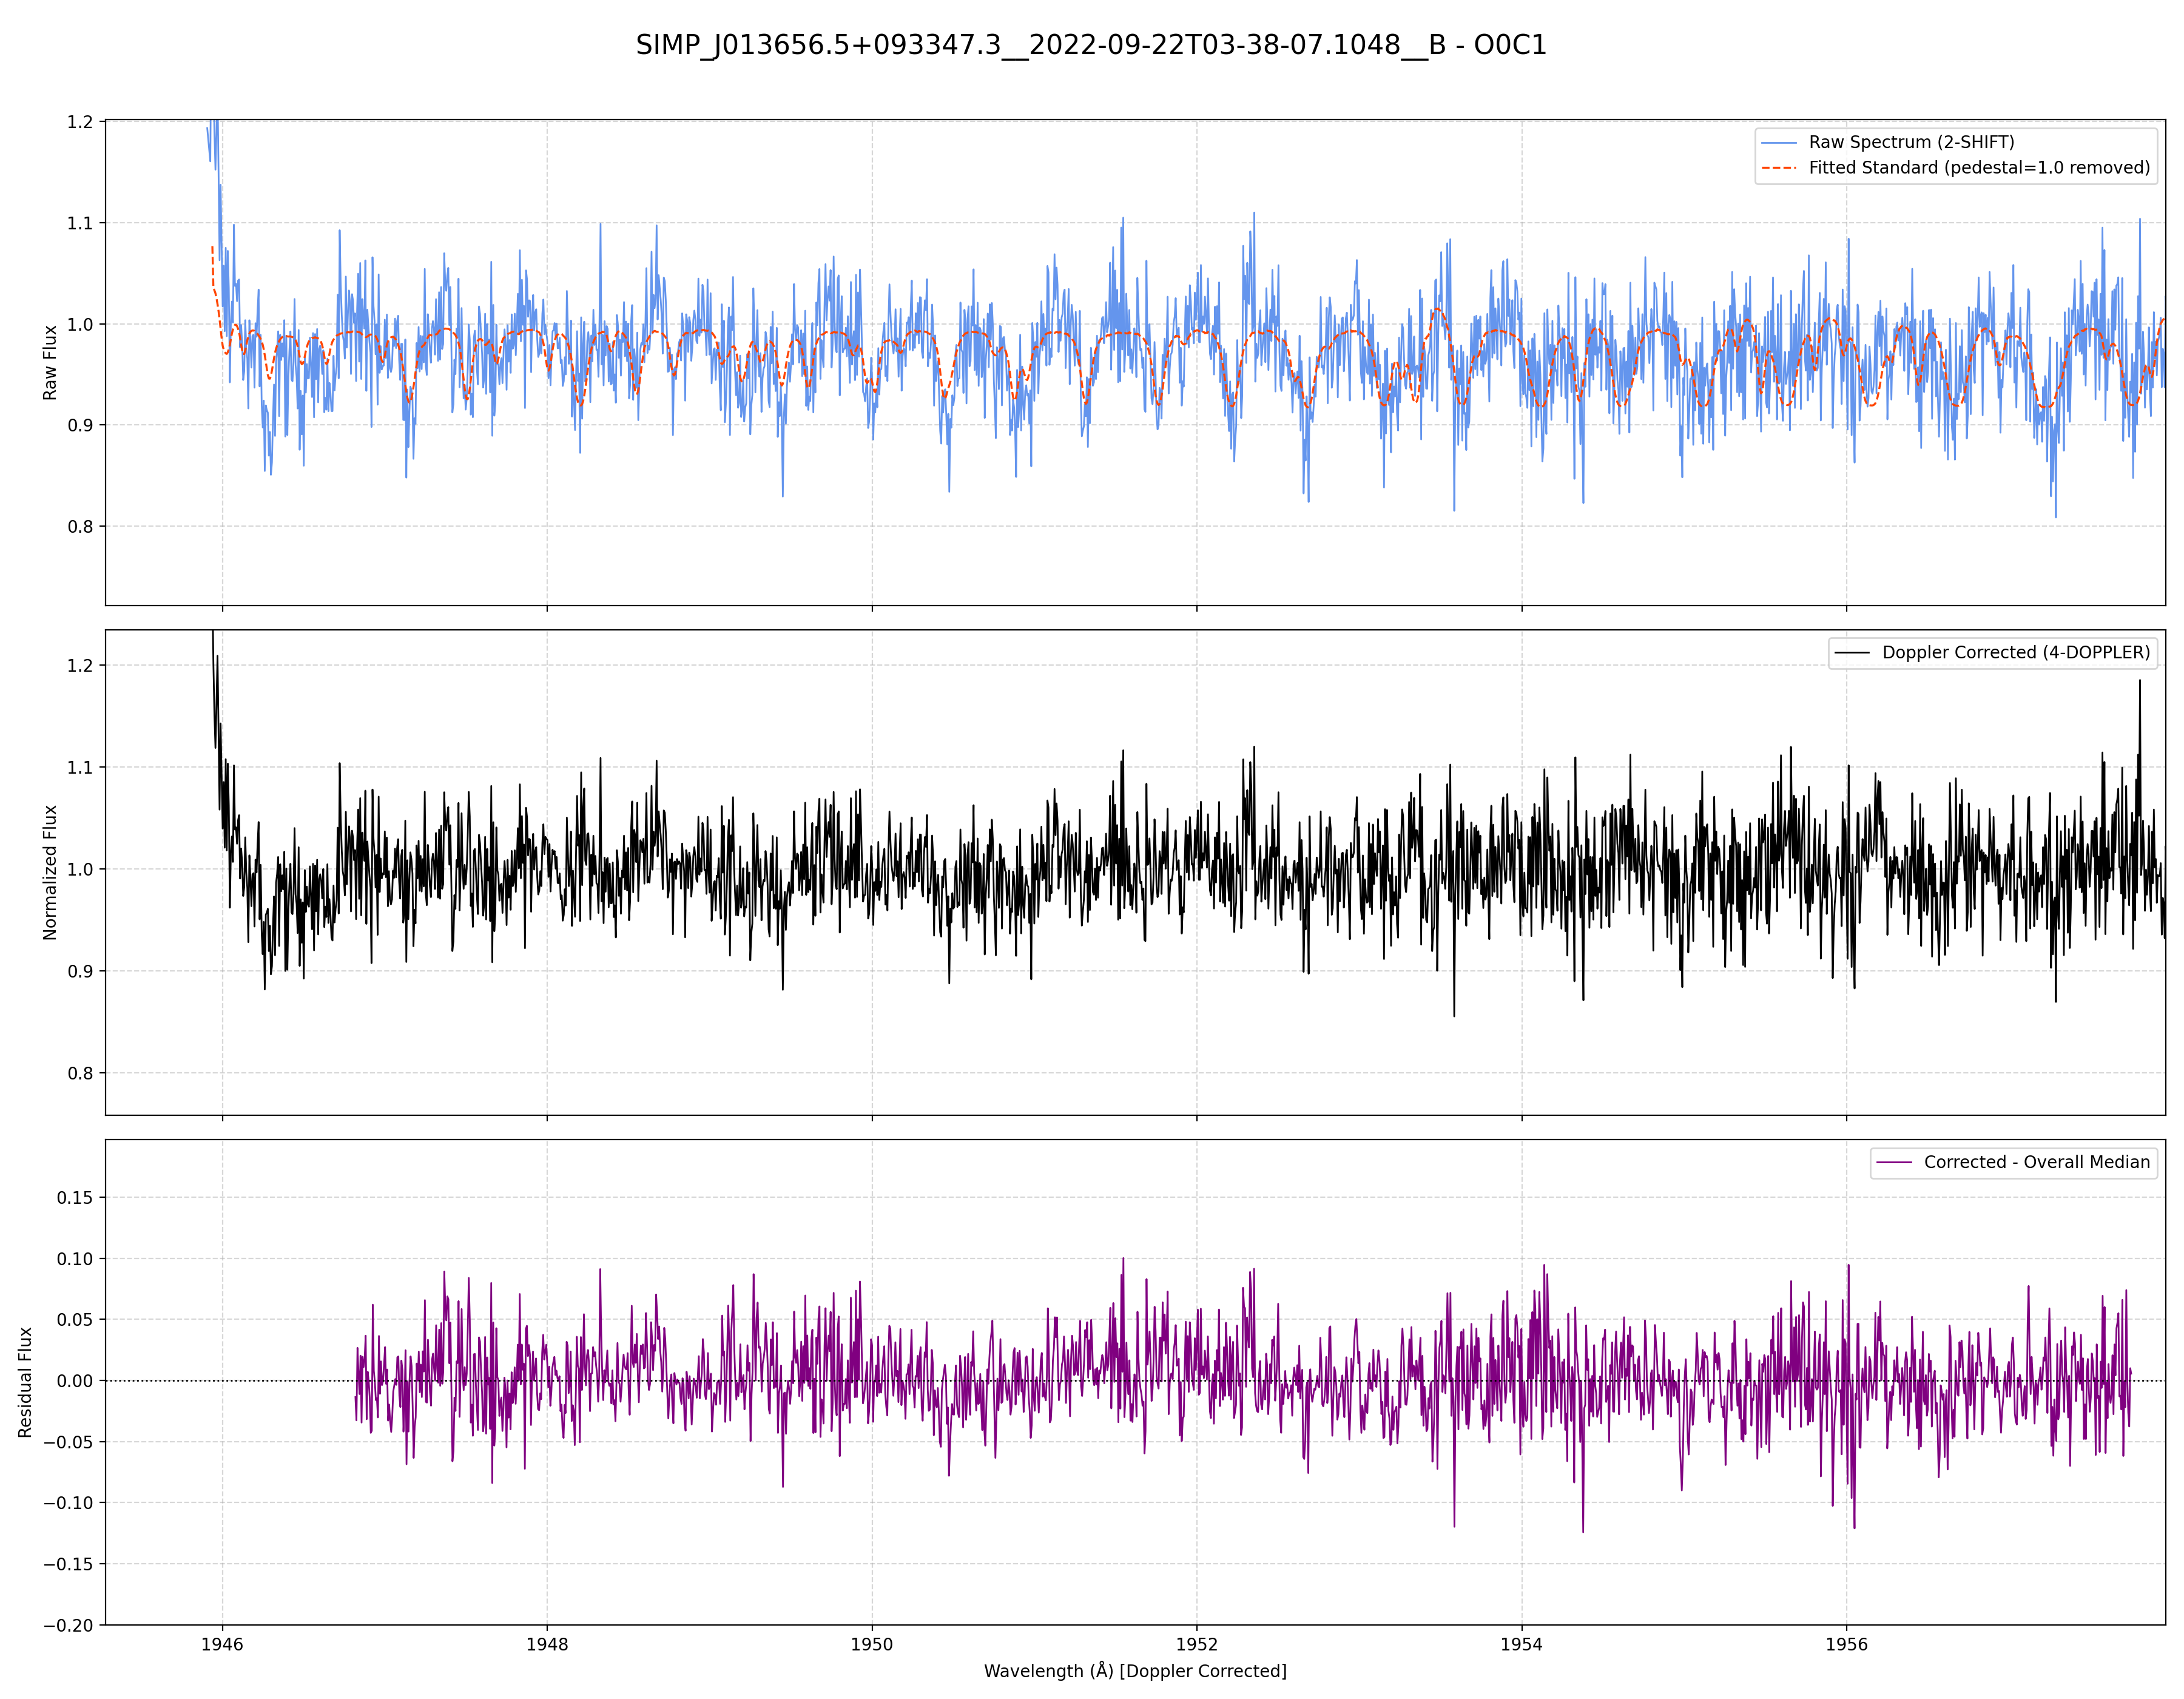 SIMP_J013656.5+093347.3__2022-09-22T03-38-07.1048__B - O0C1
Raw Flux
1.2
1.1
1.0
0.9
0.8
Raw Spectrum (2-SHIFT)
Fitted Standard (pedestal=1.0 removed)
Normalized Flux
1.2
1.1
1.0
0.9
0.8
Doppler Corrected (4-DOPPLER)
Residual Flux
0.15
0.10
0.05
0.00
−0.05
−0.10
−0.15
−0.20
Corrected - Overall Median
1946
1948
1950
1952
1954
1956
Wavelength (Å) [Doppler Corrected]